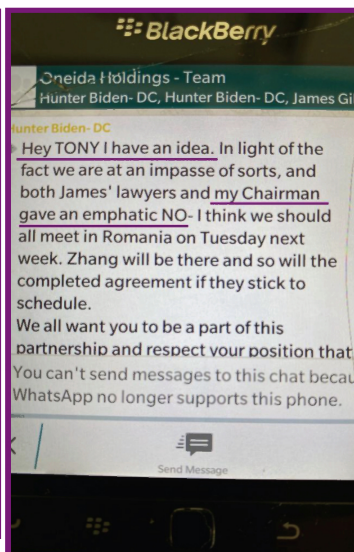 BlackBerry
Oneida Holdings - Team
Hunter Biden- DC, Hunter Biden- DC, James Gil
Hunter Biden- DC
Hey TONY I have an idea. In light of the
fact we are at an impasse of sorts, and
both James' lawyers and my Chairman
gave an emphatic NO- I think we should
all meet in Romania on Tuesday next
week. Zhang will be there and so will the
completed agreement if they stick to
schedule.
We all want you to be a part of this
partnership and respect your position that
You can't send messages to this chat becau
WhatsApp no longer supports this phone.
Send Message